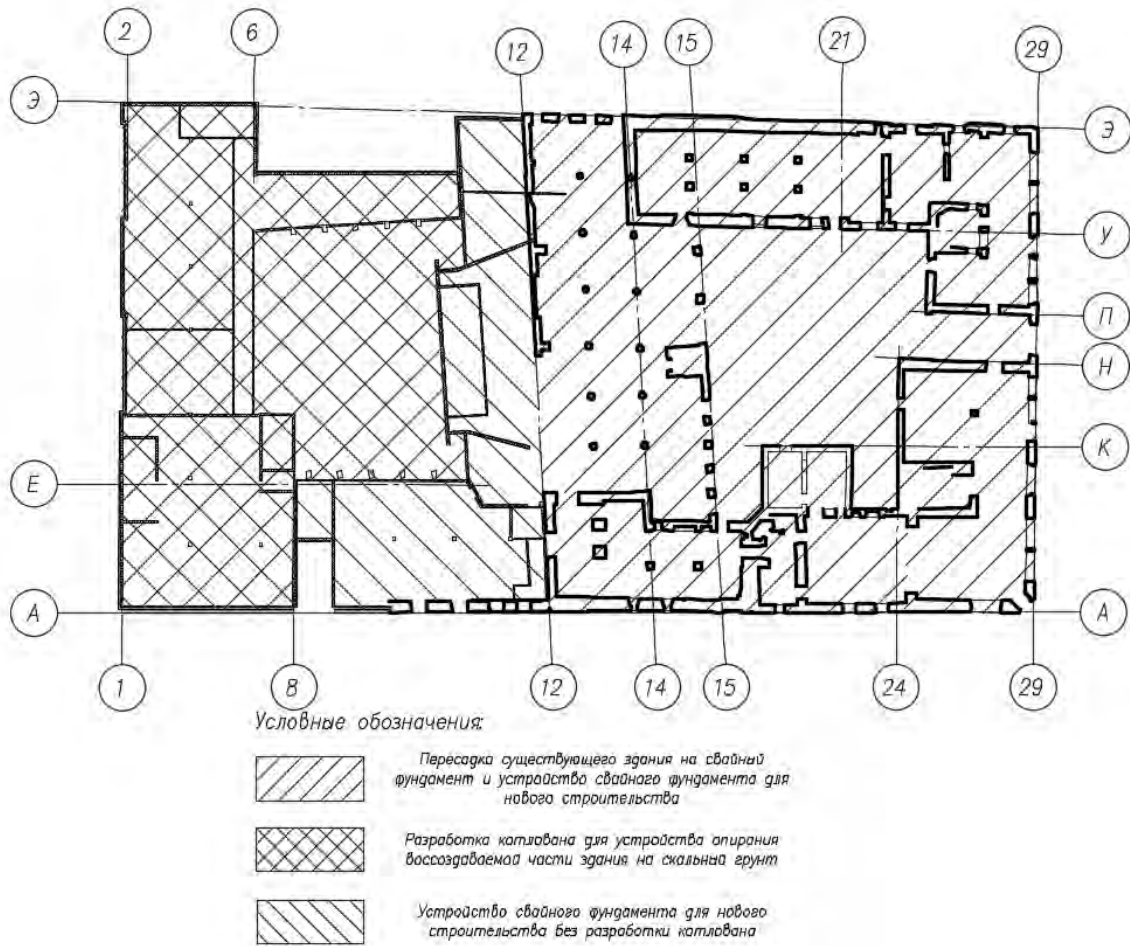 2
6
12
14
15
21
29
Э
Э
У
П
Н
К
Е
А
А
1
8
12
14
15
24
29
Условные обозначения:
Пересадка существующего здания на свайный
фундамент и устройство свайного фундамента для
нового строительства
Разработка котлована для устройства опирания
воссоздаваемой части здания на скальный грунт
Устройство свайного фундамента для нового
строительства без разработки котлована